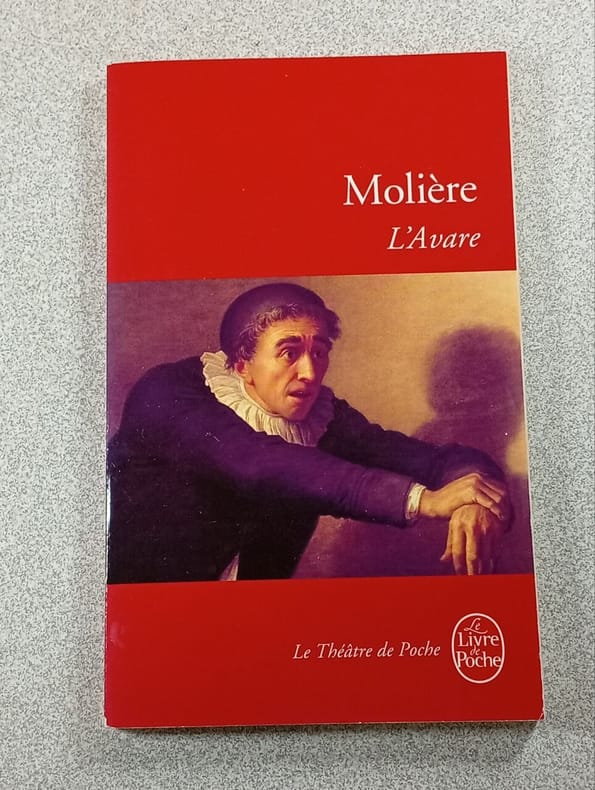 Molière
L'Avare
Le Théâtre de Poche
Le
Livre
de
Poche